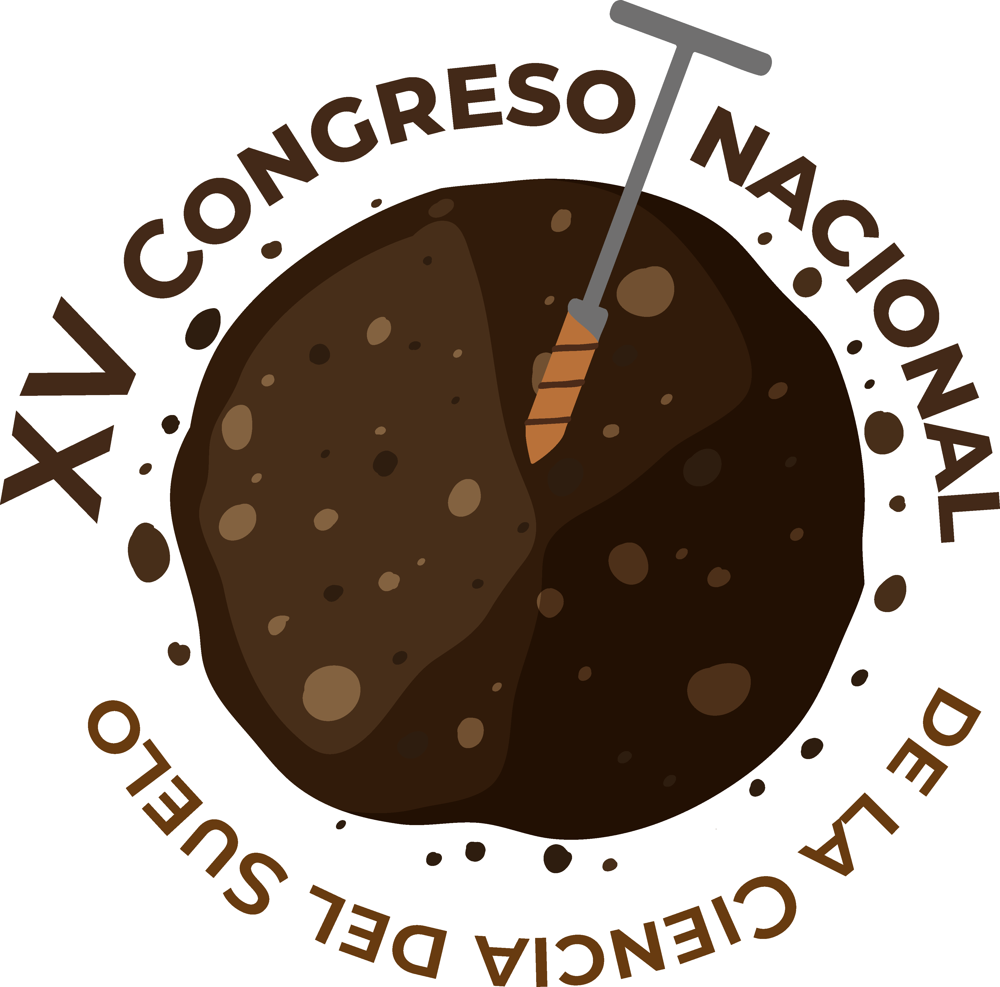 XV CONGRESO NACIONAL
DE LA CIENCIA DEL SUELO